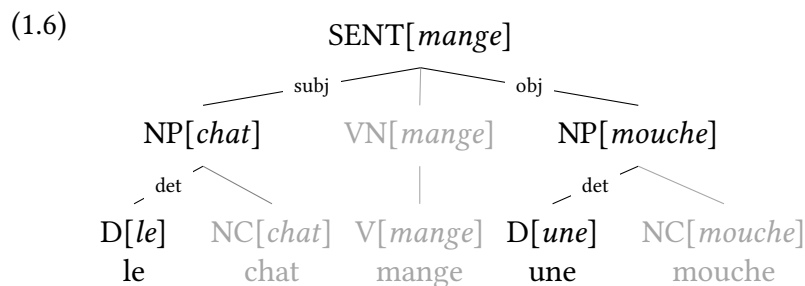 (1.6)
SENT[mange]
subj obj
NP[chat] VN[mange] NP[mouche]
det det
D[le] NC[chat] V[mange] D[une] NC[mouche]
le chat mange une mouche